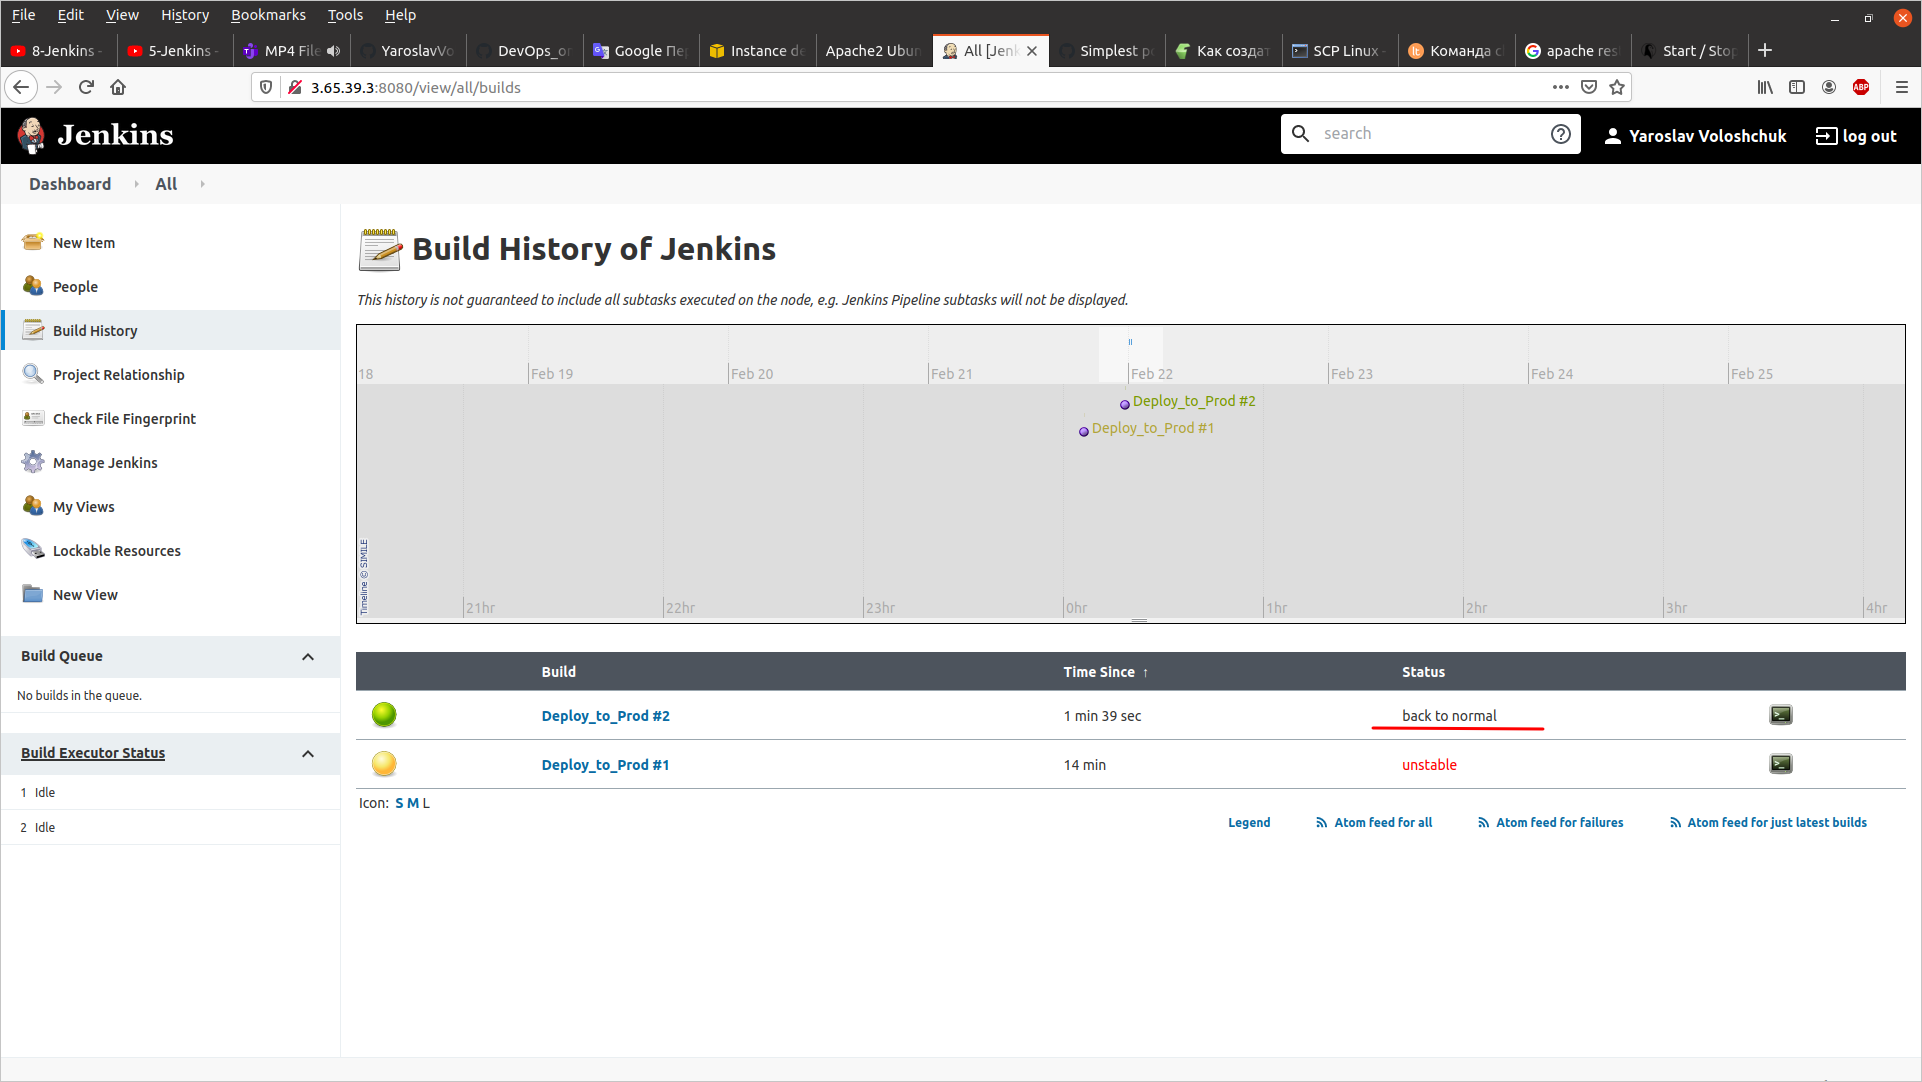 File Edit View History Bookmarks Tools Help
8-Jenkins - 5-Jenkins - MP4 File YaroslavVo DevOps_or Google Пер Instance de Apache2 Ubun All [Jenk Simplest p Как создат SCP Linux - Команда c apache res Start / Stop
3.65.39.3:8080/view/all/builds
ABP
Jenkins search Yaroslav Voloshchuk log out
Dashboard All
New Item
People
Build History
Project Relationship
Check File Fingerprint
Manage Jenkins
My Views
Lockable Resources
New View
Build Queue
No builds in the queue.
Build Executor Status
1 Idle
2 Idle
Build History of Jenkins
This history is not guaranteed to include all subtasks executed on the node, e.g. Jenkins Pipeline subtasks will not be displayed.
18 Feb 19 Feb 20 Feb 21 Feb 22 Feb 23 Feb 24 Feb 25
Deploy_to_Prod #2
Deploy_to_Prod #1
Timeline © SIMILE
21hr 22hr 23hr 0hr 1hr 2hr 3hr 4hr
Build Time Since ↑ Status
Deploy_to_Prod #2 1 min 39 sec back to normal
Deploy_to_Prod #1 14 min unstable
Icon: S M L
Legend Atom feed for all Atom feed for failures Atom feed for just latest builds